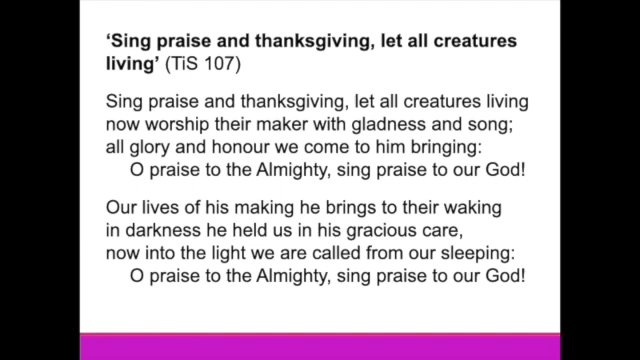 ‘Sing praise and thanksgiving, let all creatures
living’ (TiS 107)
Sing praise and thanksgiving, let all creatures living
now worship their maker with gladness and song;
all glory and honour we come to him bringing:
O praise to the Almighty, sing praise to our God!
Our lives of his making he brings to their waking
in darkness he held us in his gracious care,
now into the light we are called from our sleeping:
O praise to the Almighty, sing praise to our God!